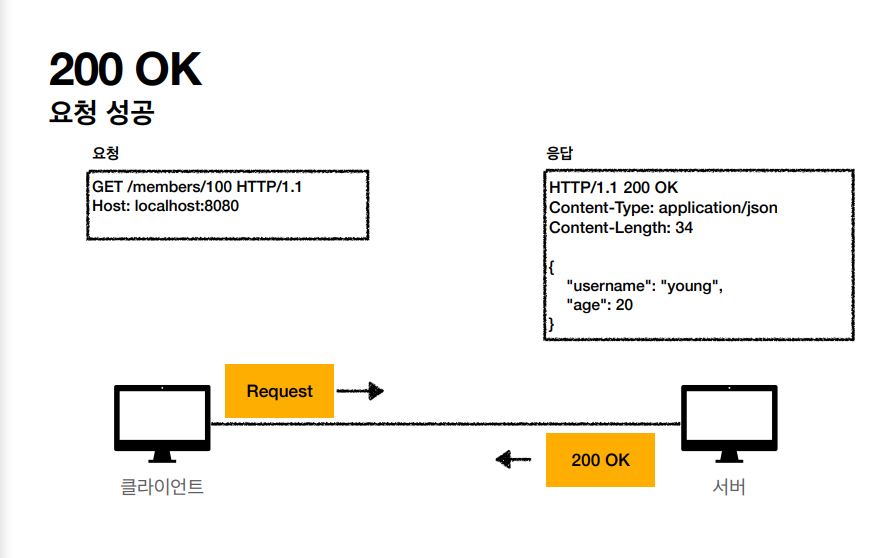 200 OK
요청 성공
요청
GET /members/100 HTTP/1.1
Host: localhost:8080
응답
HTTP/1.1 200 OK
Content-Type: application/json
Content-Length: 34
{
"username": "young",
"age": 20
}
Request
200 OK
클라이언트
서버